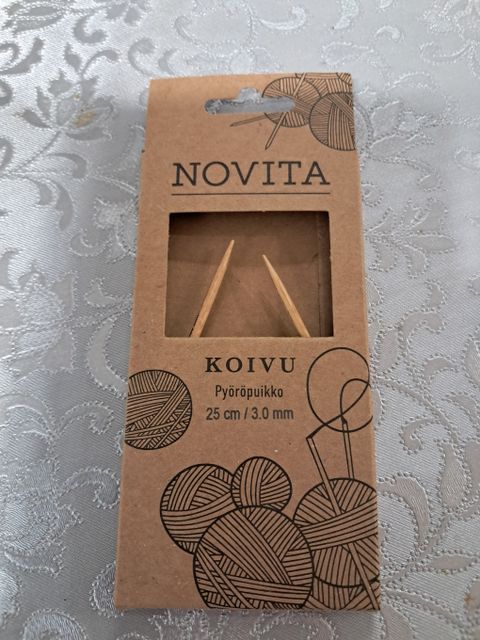 NOVITA
KOIVU
Pyöröpuikko
25 cm / 3.0 mm